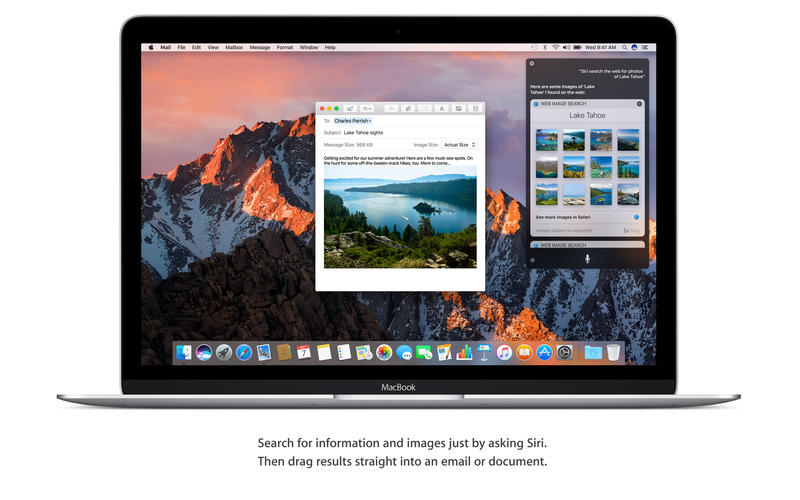 Mail File Edit View Mailbox Message Format Window Help
Wed 9:41 AM
"Siri search the web for photos
of Lake Tahoe"
Here are some images of 'Lake
Tahoe' I found on the web:
WEB IMAGE SEARCH
Lake Tahoe
See more images in Safari
Images subject to copyright
bing
WEB IMAGE SEARCH
To: Charles Parrish
Subject: Lake Tahoe sights
Message Size: 988 KB Image Size: Actual Size
Getting excited for our summer adventure! Here are a few must-see spots. On
the hunt for some off-the-beaten-track hikes, too. More to come...
7
MacBook
Search for information and images just by asking Siri.
Then drag results straight into an email or document.